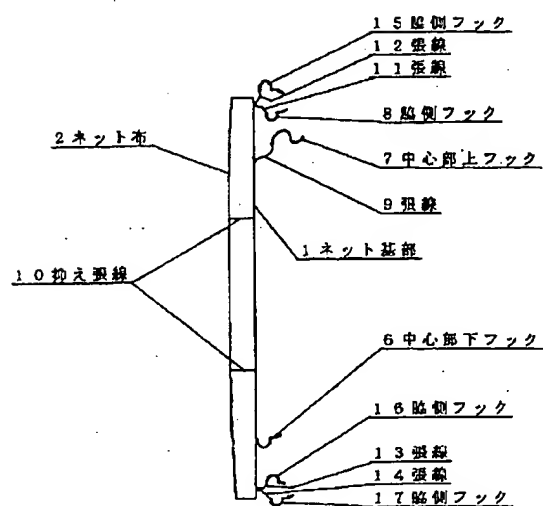 15脇側フック
12張線
11張線
8脇側フック
2ネット布
7中心部上フック
9張線
1ネット基部
10抑え張線
6中心部下フック
16脇側フック
13張線
14張線
17脇側フック